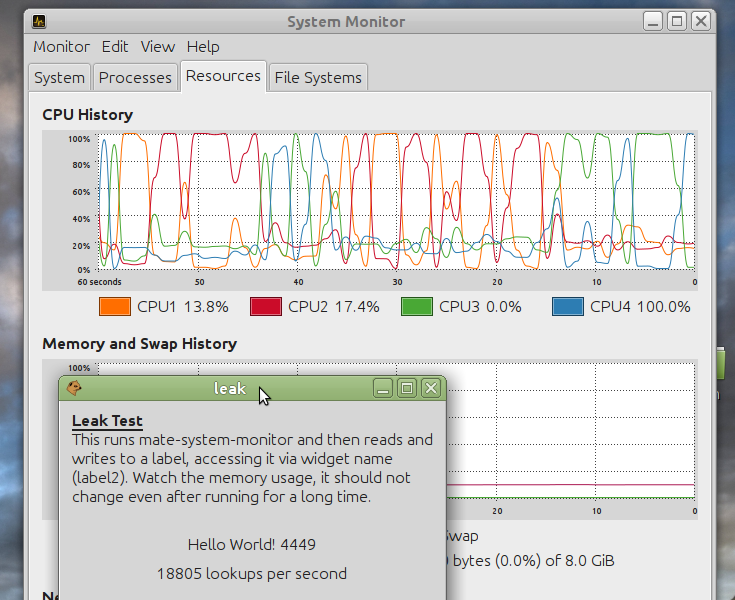 System Monitor
Monitor Edit View Help
System Processes Resources File Systems
CPU History
100%
80%
60%
40%
20%
0%
60 seconds 50 40 30 20 10 0
CPU1 13.8% CPU2 17.4% CPU3 0.0% CPU4 100.0%
Memory and Swap History
100%
leak
Leak Test
This runs mate-system-monitor and then reads and
writes to a label, accessing it via widget name
(label2). Watch the memory usage, it should not
change even after running for a long time.
20 10 0
Hello World! 4449
Swap
bytes (0.0%) of 8.0 GiB
18805 lookups per second